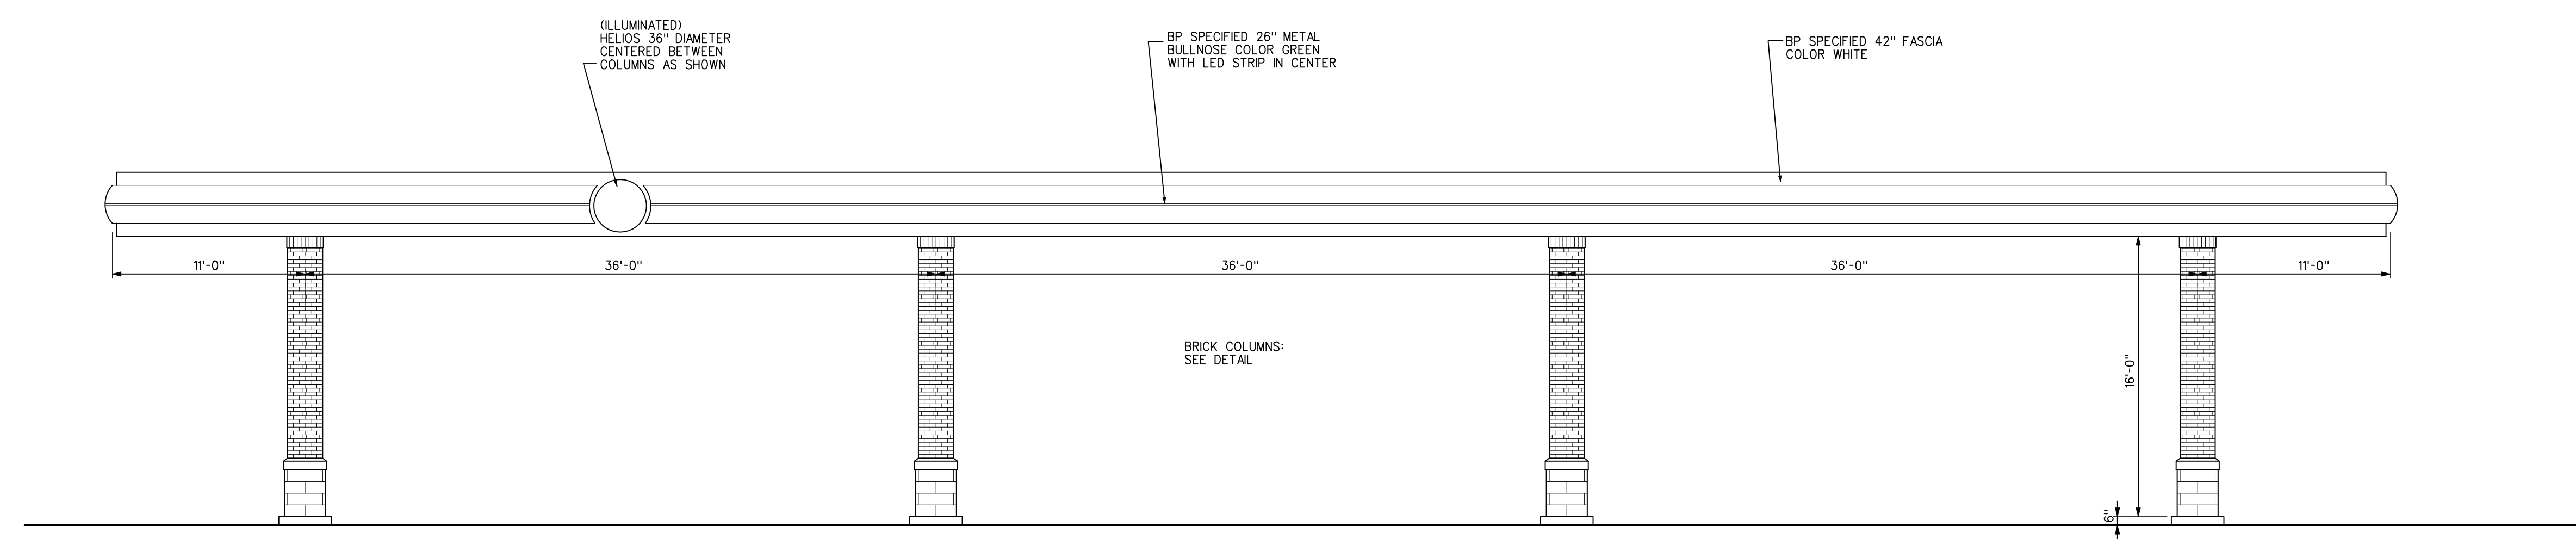 (ILLUMINATED)
HELIOS 36" DIAMETER
CENTERED BETWEEN
COLUMNS AS SHOWN
BP SPECIFIED 26" METAL
BULLNOSE COLOR GREEN
WITH LED STRIP IN CENTER
BP SPECIFIED 42" FASCIA
COLOR WHITE
11'-0"
36'-0"
36'-0"
36'-0"
11'-0"
BRICK COLUMNS:
SEE DETAIL
16'-0"
6"